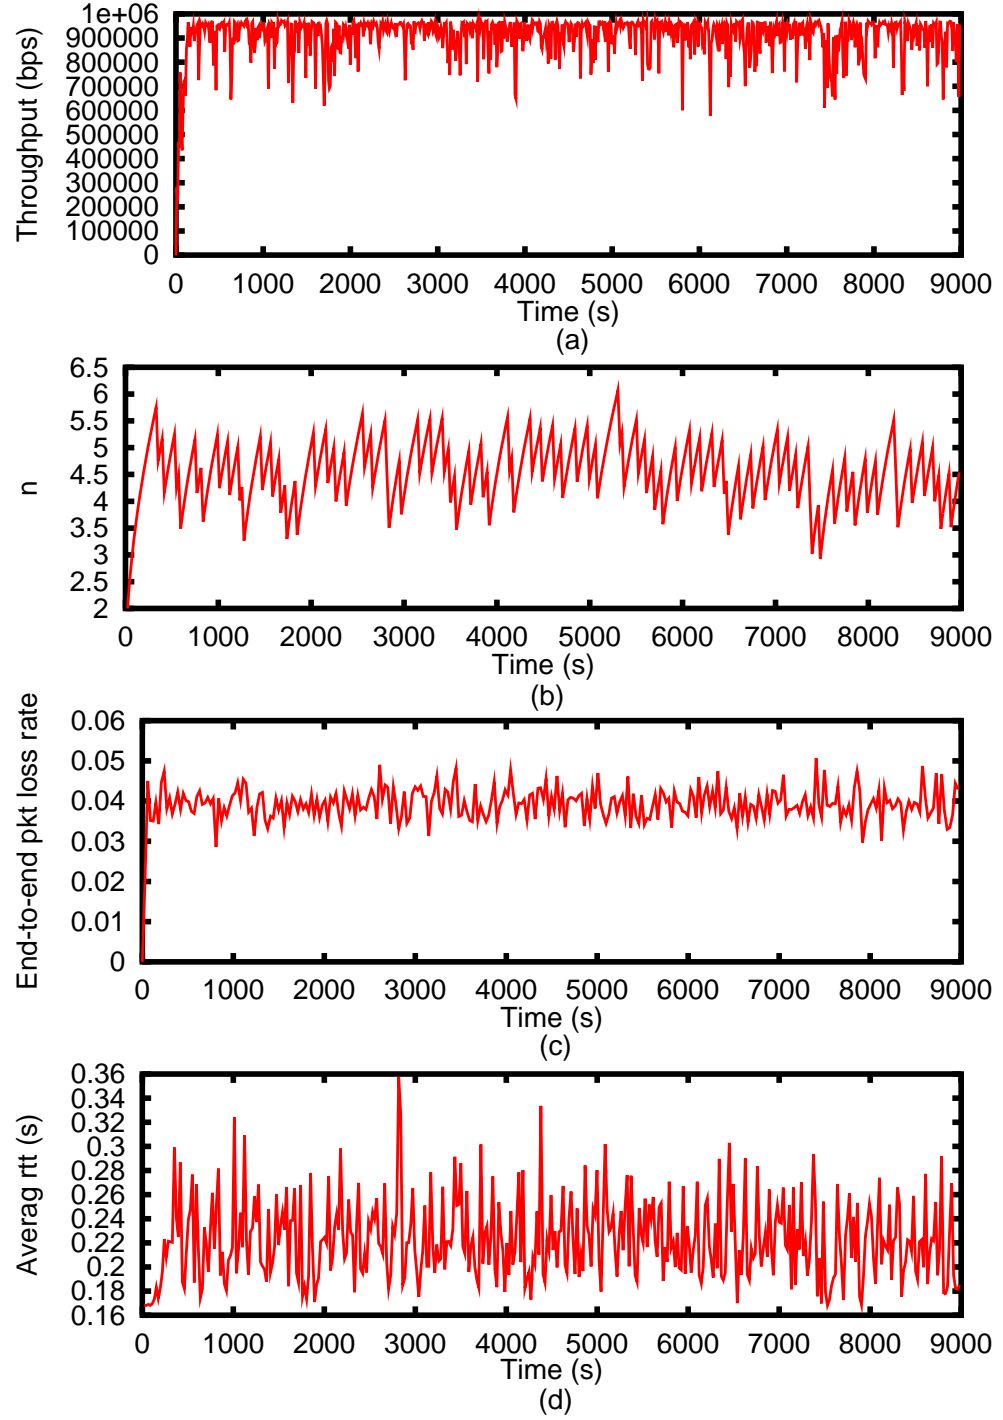 Throughput (bps)
1e+06
900000
800000
700000
600000
500000
400000
300000
200000
100000
0
0 1000 2000 3000 4000 5000 6000 7000 8000 9000
Time (s)
(a)
n
6.5
6
5.5
5
4.5
4
3.5
3
2.5
2
0 1000 2000 3000 4000 5000 6000 7000 8000 9000
Time (s)
(b)
End-to-end pkt loss rate
0.06
0.05
0.04
0.03
0.02
0.01
0
0 1000 2000 3000 4000 5000 6000 7000 8000 9000
Time (s)
(c)
Averag rtt (s)
0.36
0.34
0.32
0.3
0.28
0.26
0.24
0.22
0.2
0.18
0.16
0 1000 2000 3000 4000 5000 6000 7000 8000 9000
Time (s)
(d)